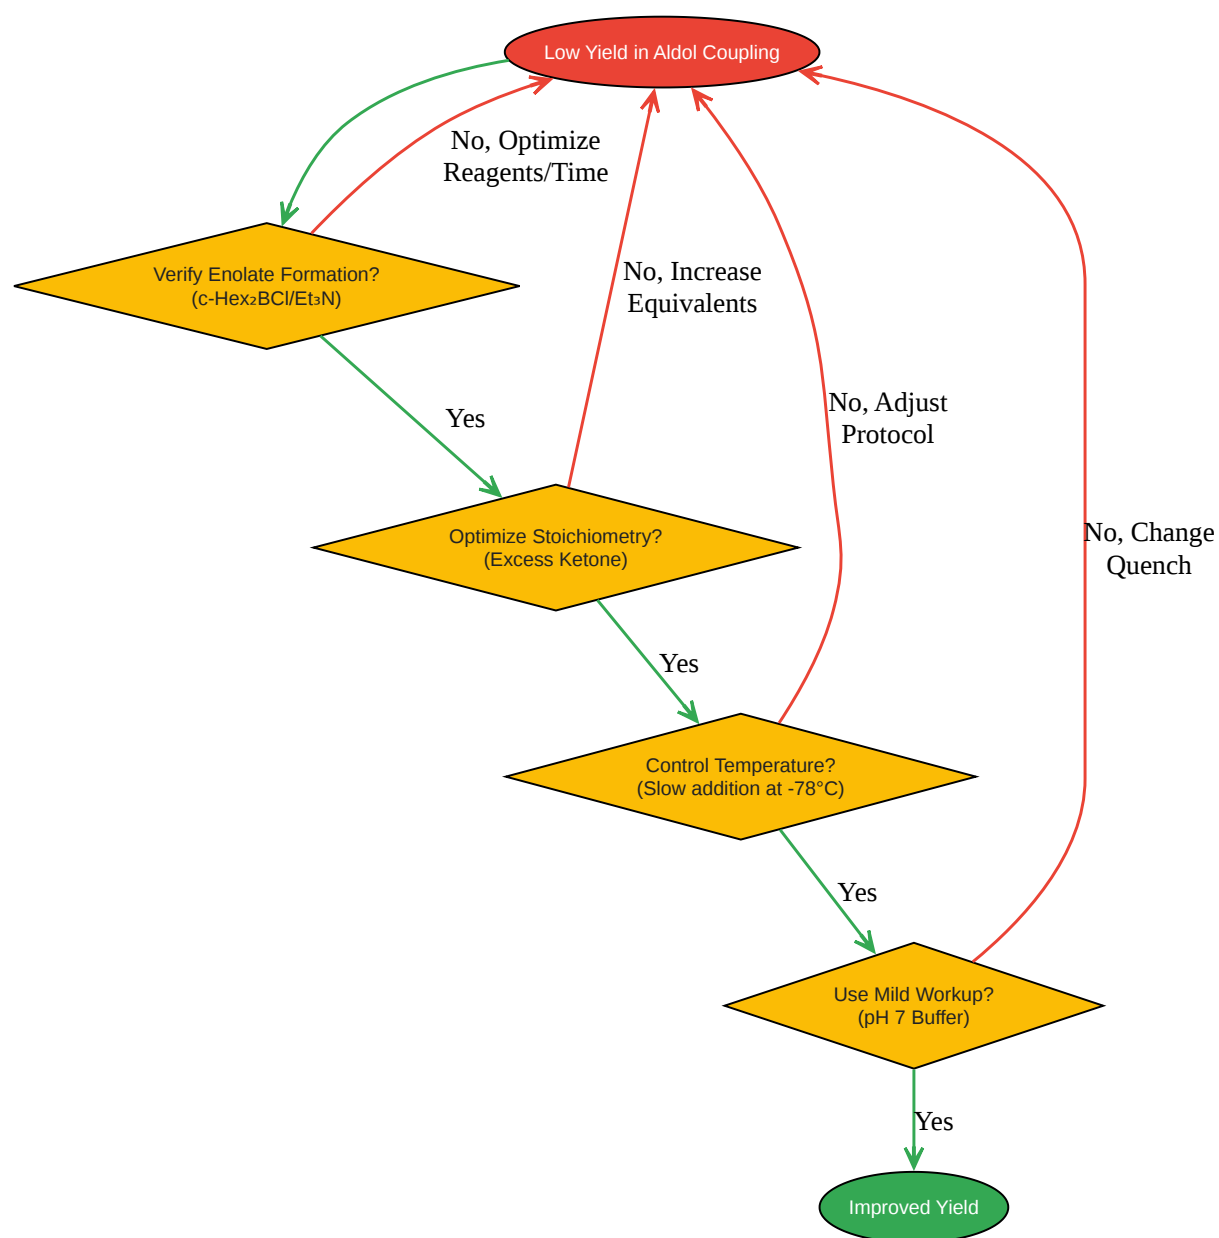 Low Yield in Aldol Coupling
No, Optimize
Reagents/Time
Verify Enolate Formation?
(c-Hex₂BCl/Et₃N)
No, Increase
Equivalents
Yes
No, Adjust
Protocol
Optimize Stoichiometry?
(Excess Ketone)
No, Change
Quench
Yes
Control Temperature?
(Slow addition at -78°C)
Yes
Use Mild Workup?
(pH 7 Buffer)
Yes
Improved Yield